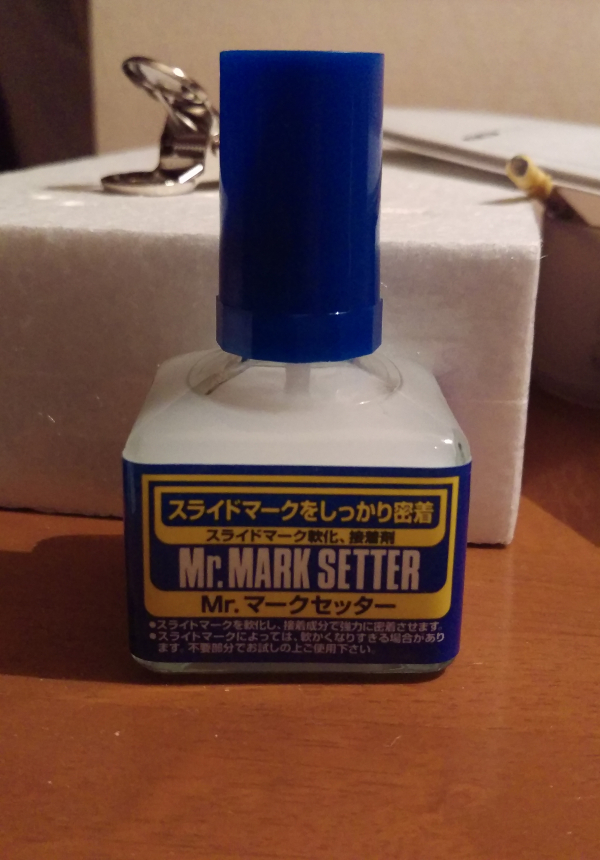 スライドマークをしっかり密着
スライドマーク軟化、接着剤
Mr. MARK SETTER
Mr.マークセッター
●スライドマークを軟化し、接着成分で強力に密着させます。
●スライドマークによっては、軟かくなりすぎる場合があり
ます。不要部分でお試しの上ご使用下さい。